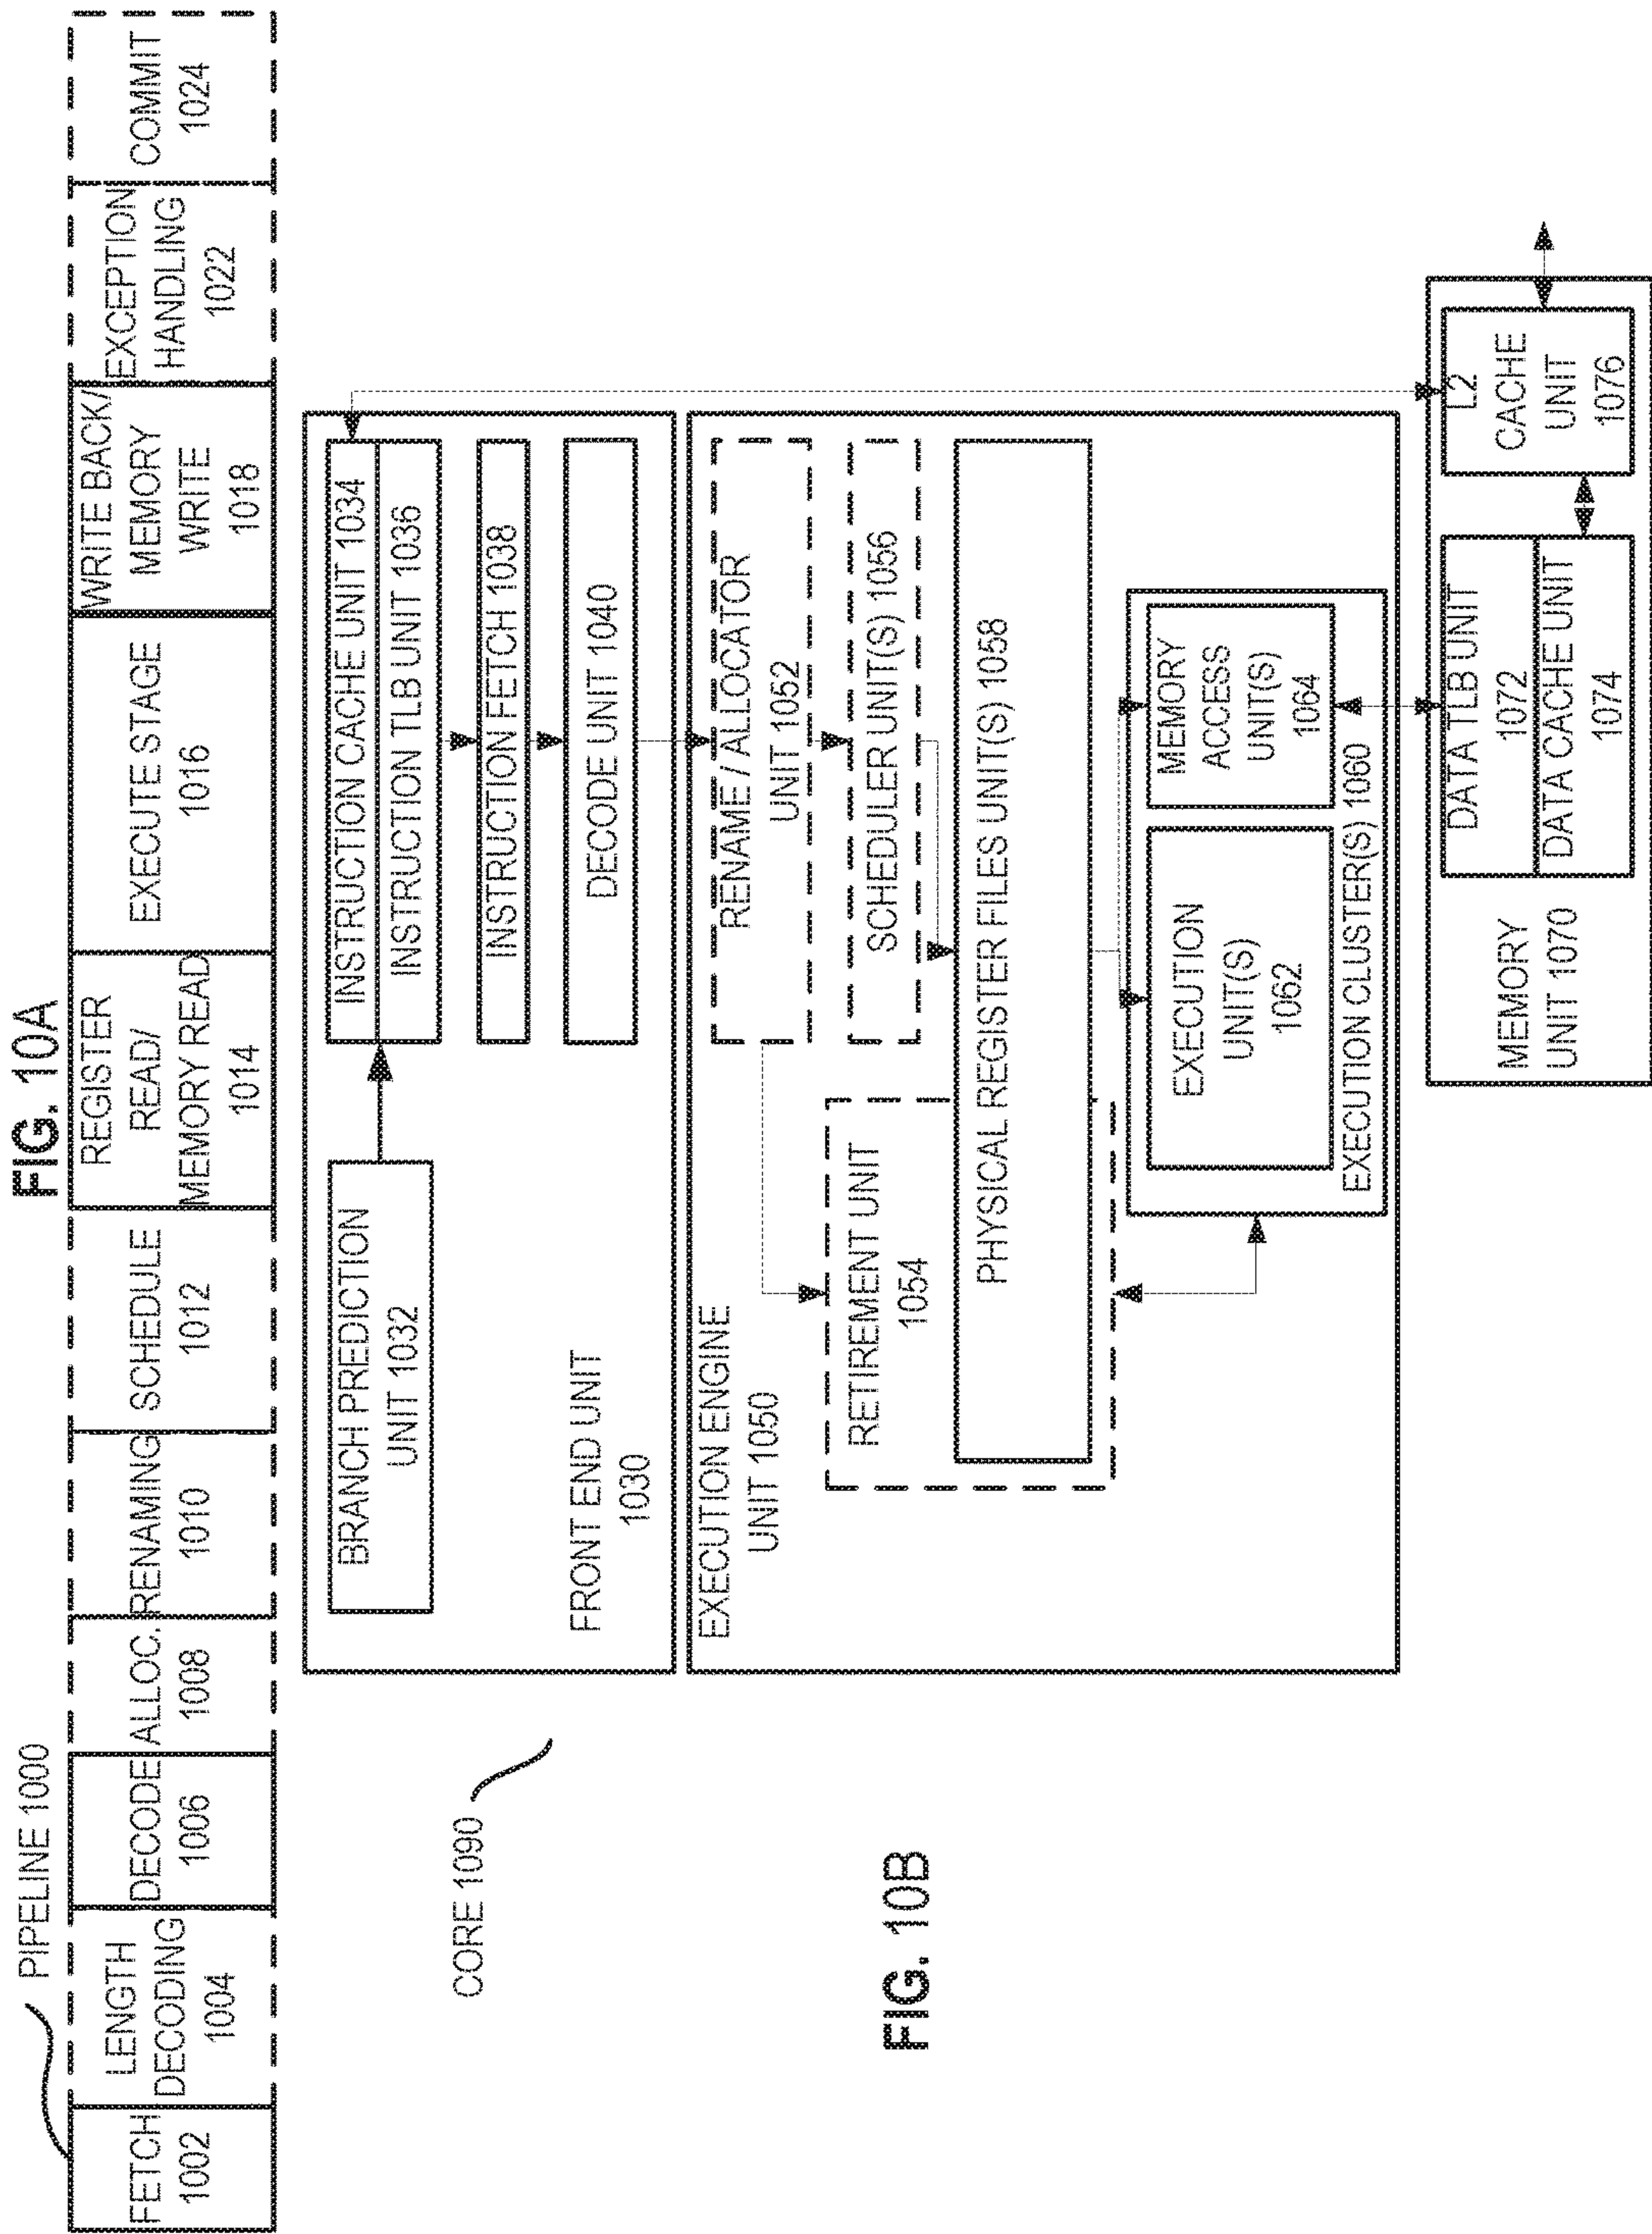 FIG. 10A
PIPELINE 1000
FETCH
1002
LENGTH
DECODING
1004
DECODE
1006
ALLOC.
1008
RENAMING
1010
SCHEDULE
1012
REGISTER
READ/
MEMORY READ
1014
EXECUTE STAGE
1016
WRITE BACK/
MEMORY
WRITE
1018
EXCEPTION
HANDLING
1022
COMMIT
1024
CORE 1090
BRANCH PREDICTION
UNIT 1032
INSTRUCTION CACHE UNIT 1034
INSTRUCTION TLB UNIT 1036
INSTRUCTION FETCH 1038
DECODE UNIT 1040
FRONT END UNIT
1030
EXECUTION ENGINE
UNIT 1050
RENAME / ALLOCATOR
UNIT 1052
SCHEDULER UNIT(S) 1056
RETIREMENT UNIT
1054
PHYSICAL REGISTER FILES UNIT(S) 1058
EXECUTION
UNIT(S)
1062
MEMORY
ACCESS
UNIT(S)
1064
EXECUTION CLUSTER(S) 1060
MEMORY
UNIT 1070
DATA TLB UNIT
1072
DATA CACHE UNIT
1074
L2
CACHE
UNIT
1076
FIG. 10B